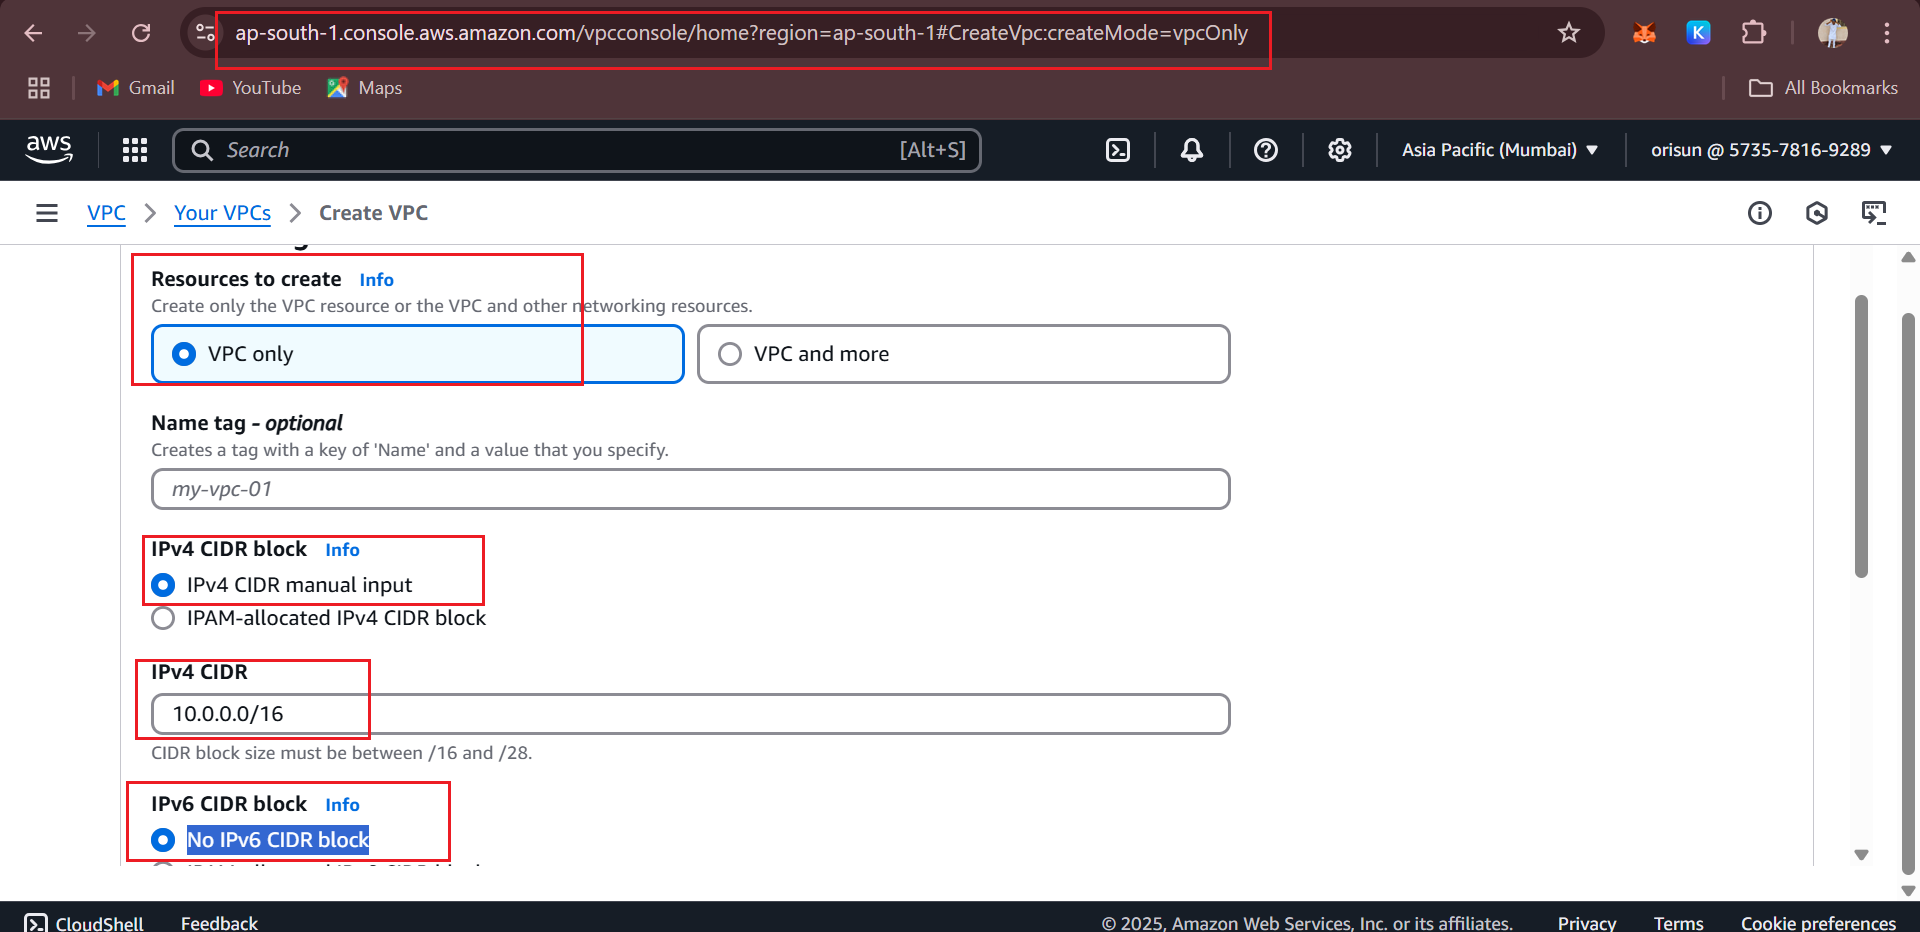 ap-south-1.console.aws.amazon.com/vpcconsole/home?region=ap-south-1#CreateVpc:createMode=vpcOnly
K
Gmail
YouTube
Maps
All Bookmarks
aws
Search
[Alt+S]
Asia Pacific (Mumbai)
orisun @ 5735-7816-9289
VPC
Your VPCs
Create VPC
Resources to create Info
Create only the VPC resource or the VPC and other networking resources.
VPC only
VPC and more
Name tag - optional
Creates a tag with a key of 'Name' and a value that you specify.
my-vpc-01
IPv4 CIDR block Info
IPv4 CIDR manual input
IPAM-allocated IPv4 CIDR block
IPv4 CIDR
10.0.0.0/16
CIDR block size must be between /16 and /28.
IPv6 CIDR block Info
No IPv6 CIDR block
CloudShell
Feedback
© 2025, Amazon Web Services, Inc. or its affiliates.
Privacy
Terms
Cookie preferences